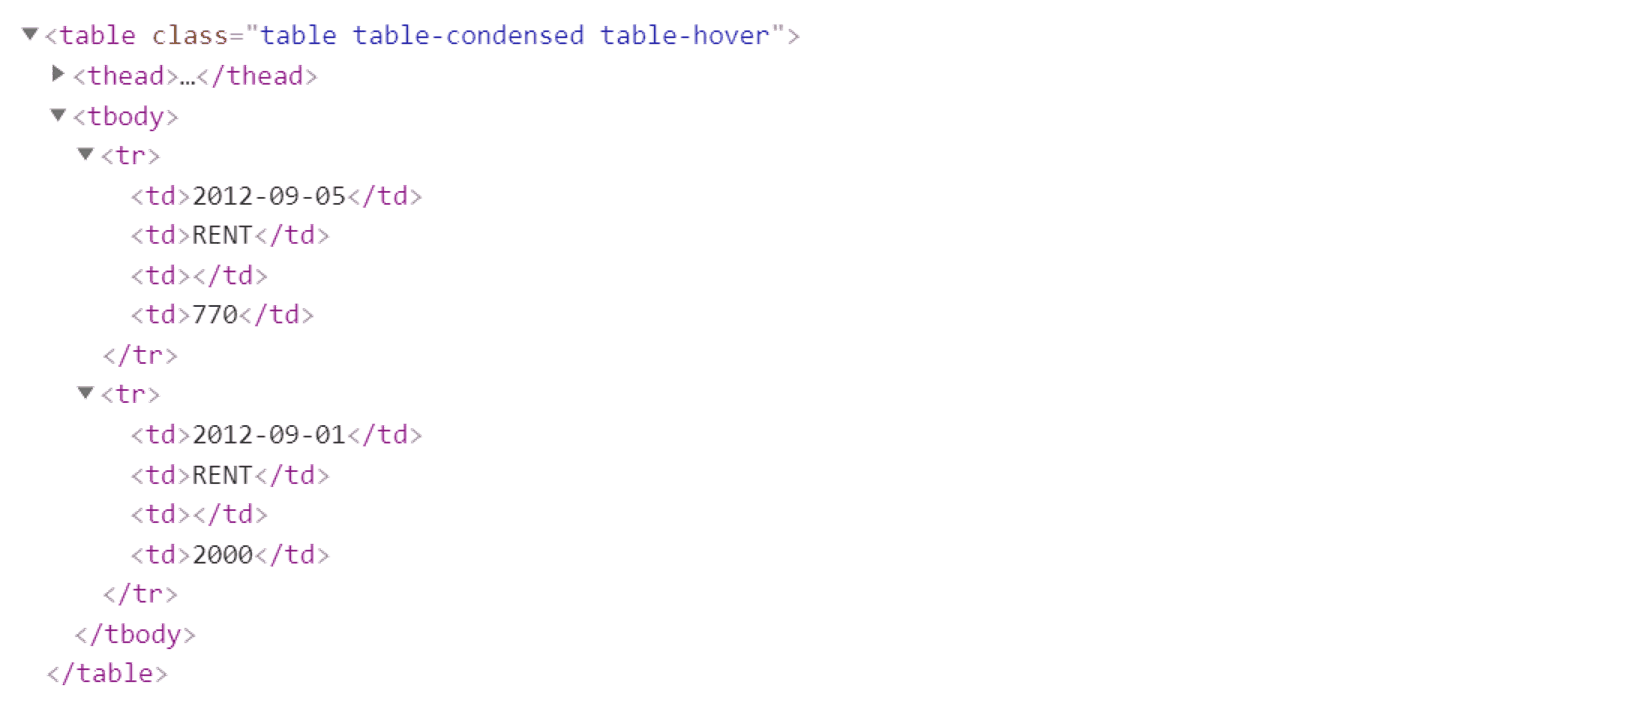 <table class="table table-condensed table-hover">
<thead>…</thead>
<tbody>
<tr>
<td>2012-09-05</td>
<td>RENT</td>
<td></td>
<td>770</td>
</tr>
<tr>
<td>2012-09-01</td>
<td>RENT</td>
<td></td>
<td>2000</td>
</tr>
</tbody>
</table>